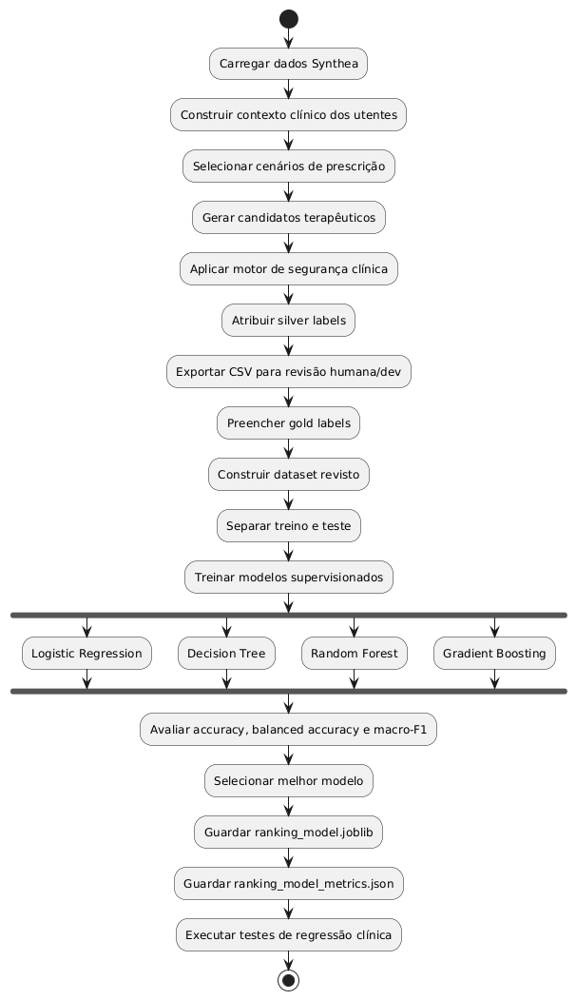 Carregar dados Synthea
Construir contexto clínico dos utentes
Selecionar cenários de prescrição
Gerar candidatos terapêuticos
Aplicar motor de segurança clínica
Atribuir silver labels
Exportar CSV para revisão humana/dev
Preencher gold labels
Construir dataset revisto
Separar treino e teste
Treinar modelos supervisionados
Logistic Regression
Decision Tree
Random Forest
Gradient Boosting
Avaliar accuracy, balanced accuracy e macro-F1
Selecionar melhor modelo
Guardar ranking_model.joblib
Guardar ranking_model_metrics.json
Executar testes de regressão clínica